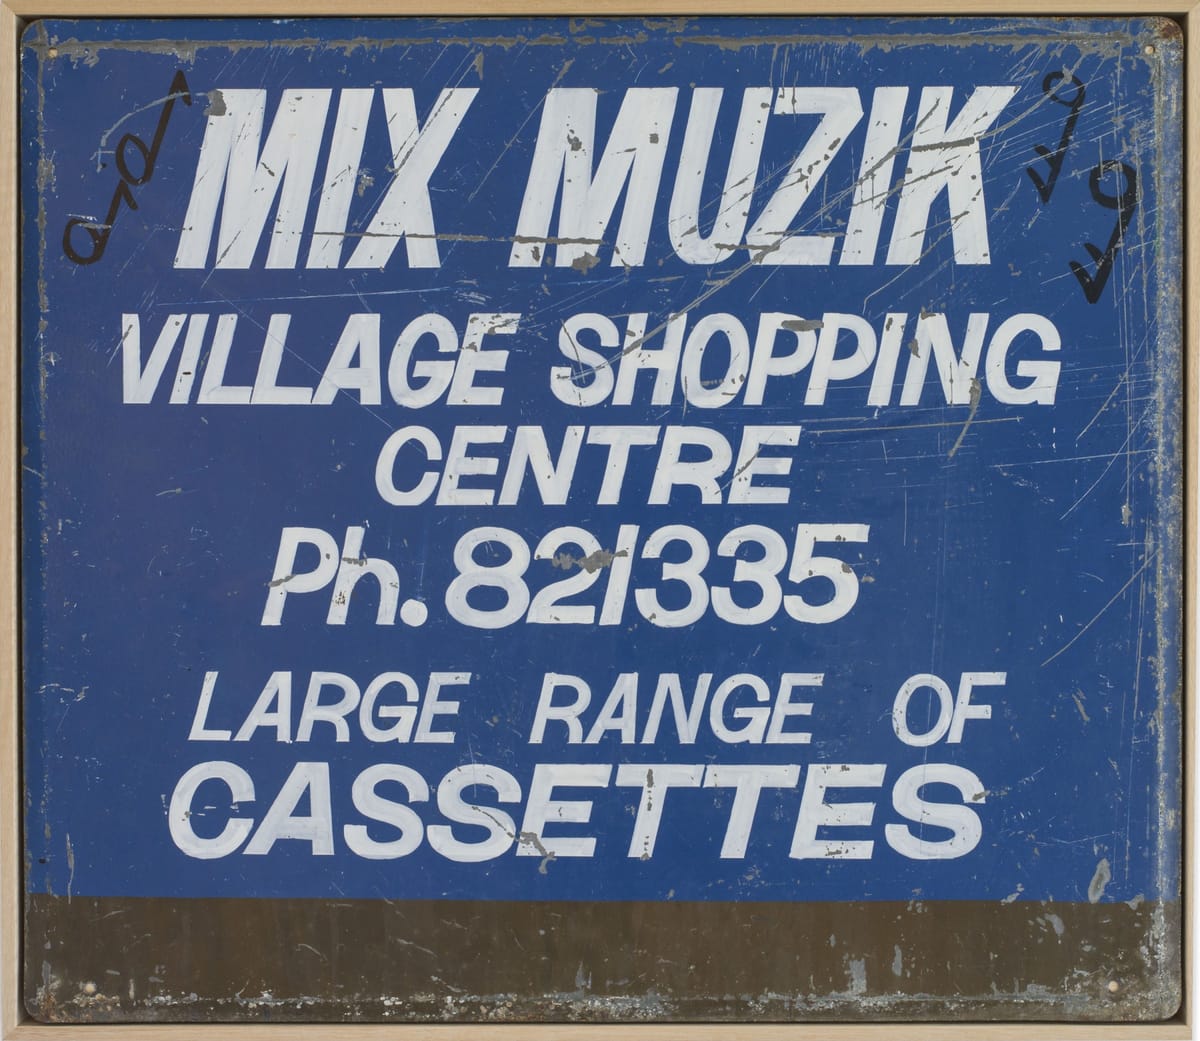 MIX MUZIK
VILLAGE SHOPPING
CENTRE
Ph. 821335
LARGE RANGE OF
CASSETTES